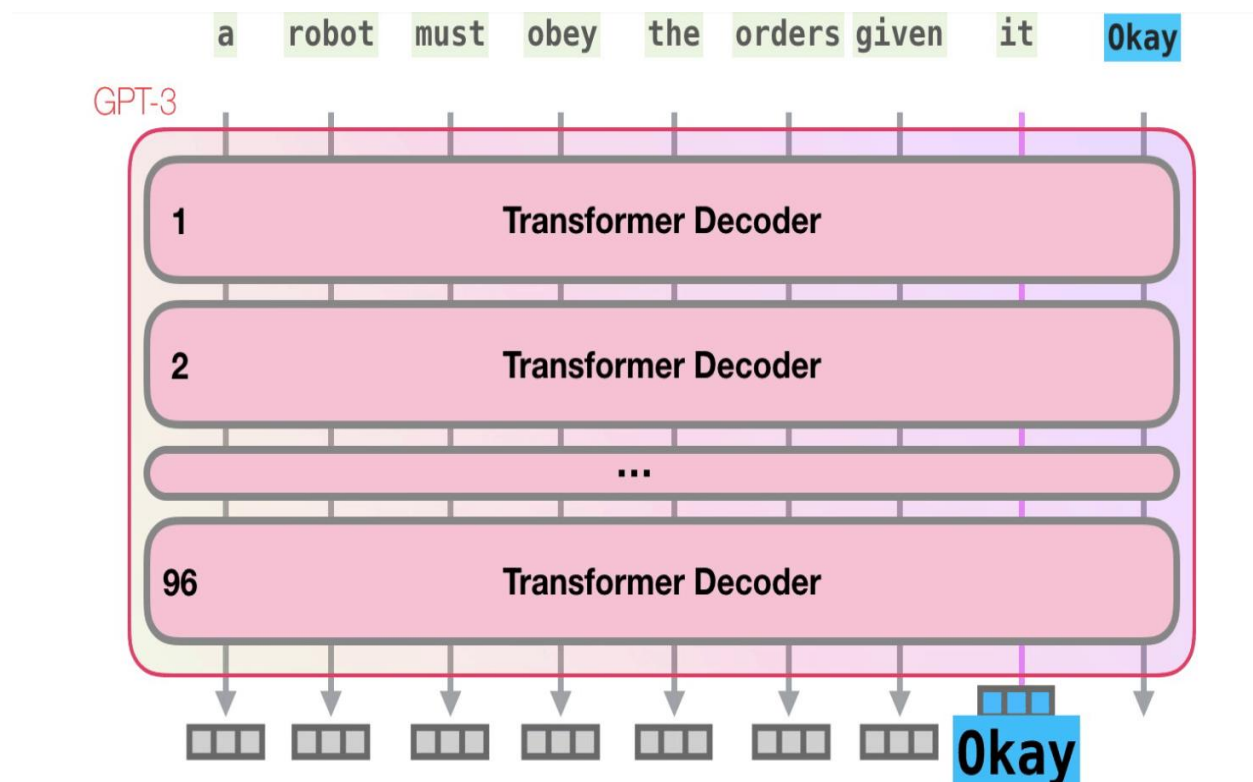 a robot must obey the orders given it Okay
GPT-3
1 Transformer Decoder
2 Transformer Decoder
...
96 Transformer Decoder
Okay